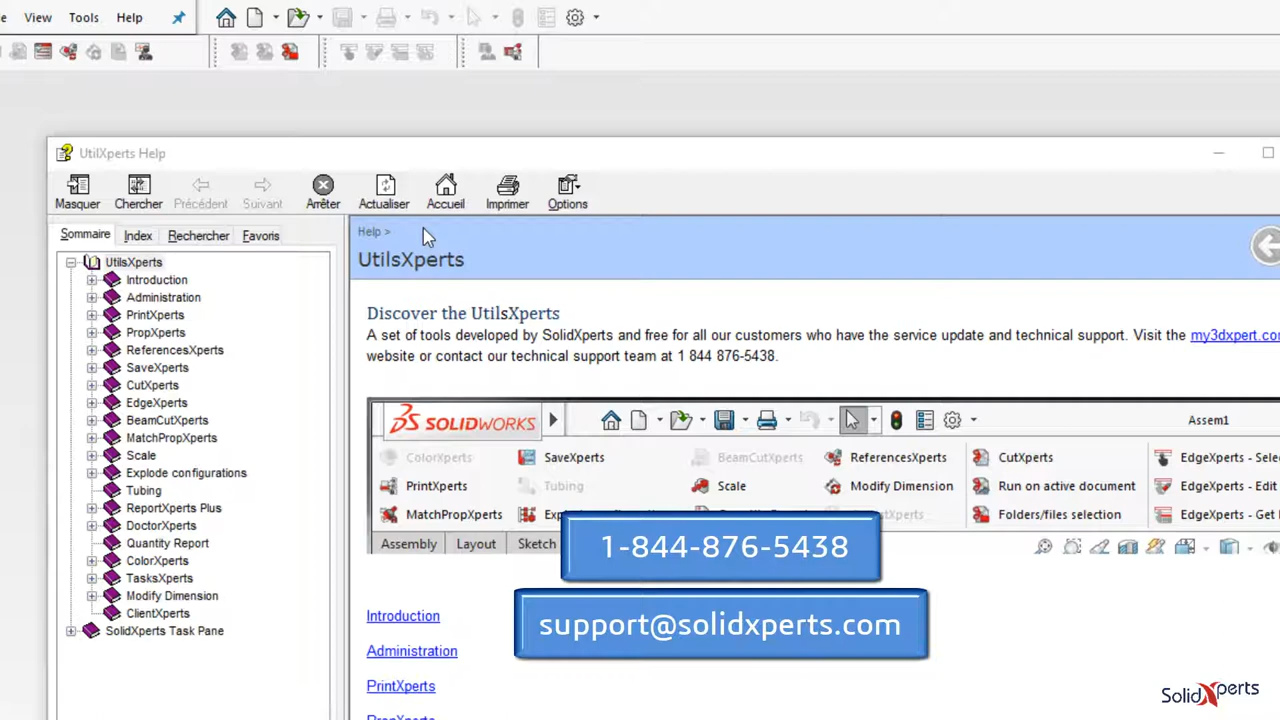 View Tools Help
UtilXperts Help
Masquer Chercher Précédent Suivant Arrêter Actualiser Accueil Imprimer Options
Sommaire Index Rechercher Favoris
UtilsXperts
Introduction
Administration
PrintXperts
PropXperts
ReferencesXperts
SaveXperts
CutXperts
EdgeXperts
BeamCutXperts
MatchPropXperts
Scale
Explode configurations
Tubing
ReportXperts Plus
DoctorXperts
Quantity Report
ColorXperts
TasksXperts
Modify Dimension
ClientXperts
SolidXperts Task Pane
Help >
UtilsXperts
Discover the UtilsXperts
A set of tools developed by SolidXperts and free for all our customers who have the service update and technical support. Visit the my3dxpert.co
website or contact our technical support team at 1 844 876-5438.
SOLIDWORKS Assem1
ColorXperts SaveXperts BeamCutXperts ReferencesXperts CutXperts EdgeXperts - Sele
PrintXperts Tubing Scale Modify Dimension Run on active document EdgeXperts - Edit
MatchPropXperts Folders/files selection EdgeXperts - Get
Assembly Layout Sketch
1-844-876-5438
support@solidxperts.com
Introduction
Administration
PrintXperts
PropXperts
SolidXperts